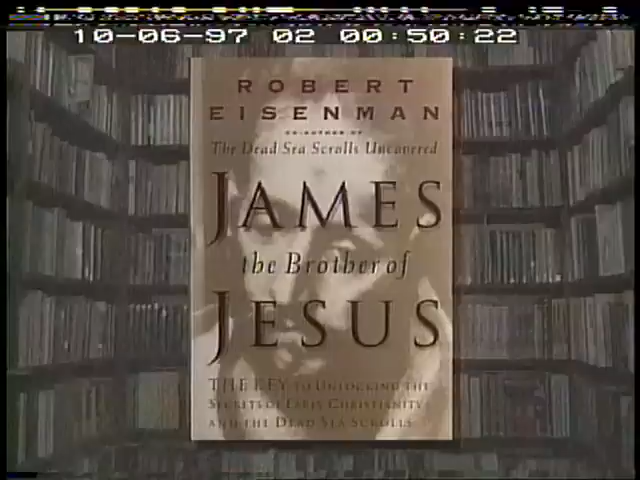 10-06-97 02 00:50:22
ROBERT
EISENMAN
CO-AUTHOR OF
The Dead Sea Scrolls Uncovered
JAMES
the Brother of
JESUS
THE KEY TO UNLOCKING THE
SECRETS OF EARLY CHRISTIANITY
AND THE DEAD SEA SCROLLS